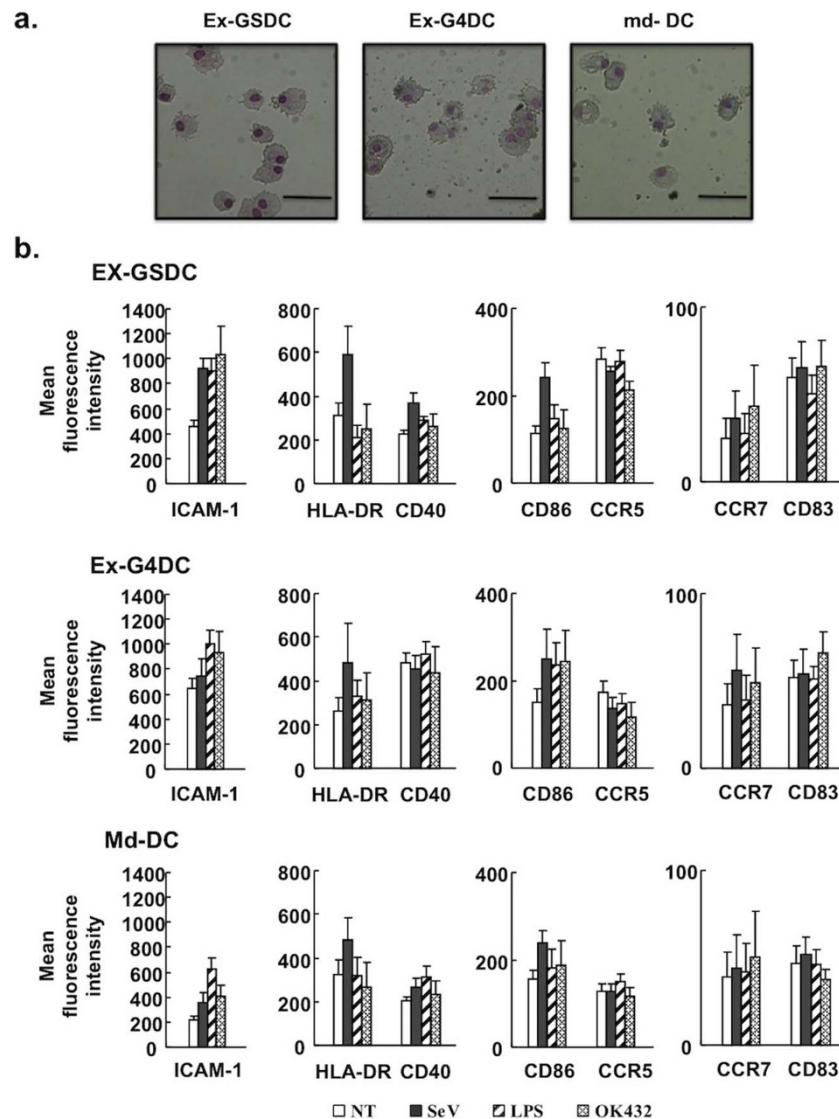 a.
Ex-GSDC Ex-G4DC md- DC
b.
EX-GSDC
Mean fluorescence intensity
1400
1200
1000
800
600
400
200
0
ICAM-1
800
600
400
200
0
HLA-DR CD40
400
200
0
CD86 CCR5
100
0
CCR7 CD83
Ex-G4DC
Mean fluorescence intensity
1400
1200
1000
800
600
400
200
0
ICAM-1
800
600
400
200
0
HLA-DR CD40
400
200
0
CD86 CCR5
100
0
CCR7 CD83
Md-DC
Mean fluorescence intensity
1400
1200
1000
800
600
400
200
0
ICAM-1
800
600
400
200
0
HLA-DR CD40
400
200
0
CD86 CCR5
100
0
CCR7 CD83
NT SeV LPS OK432